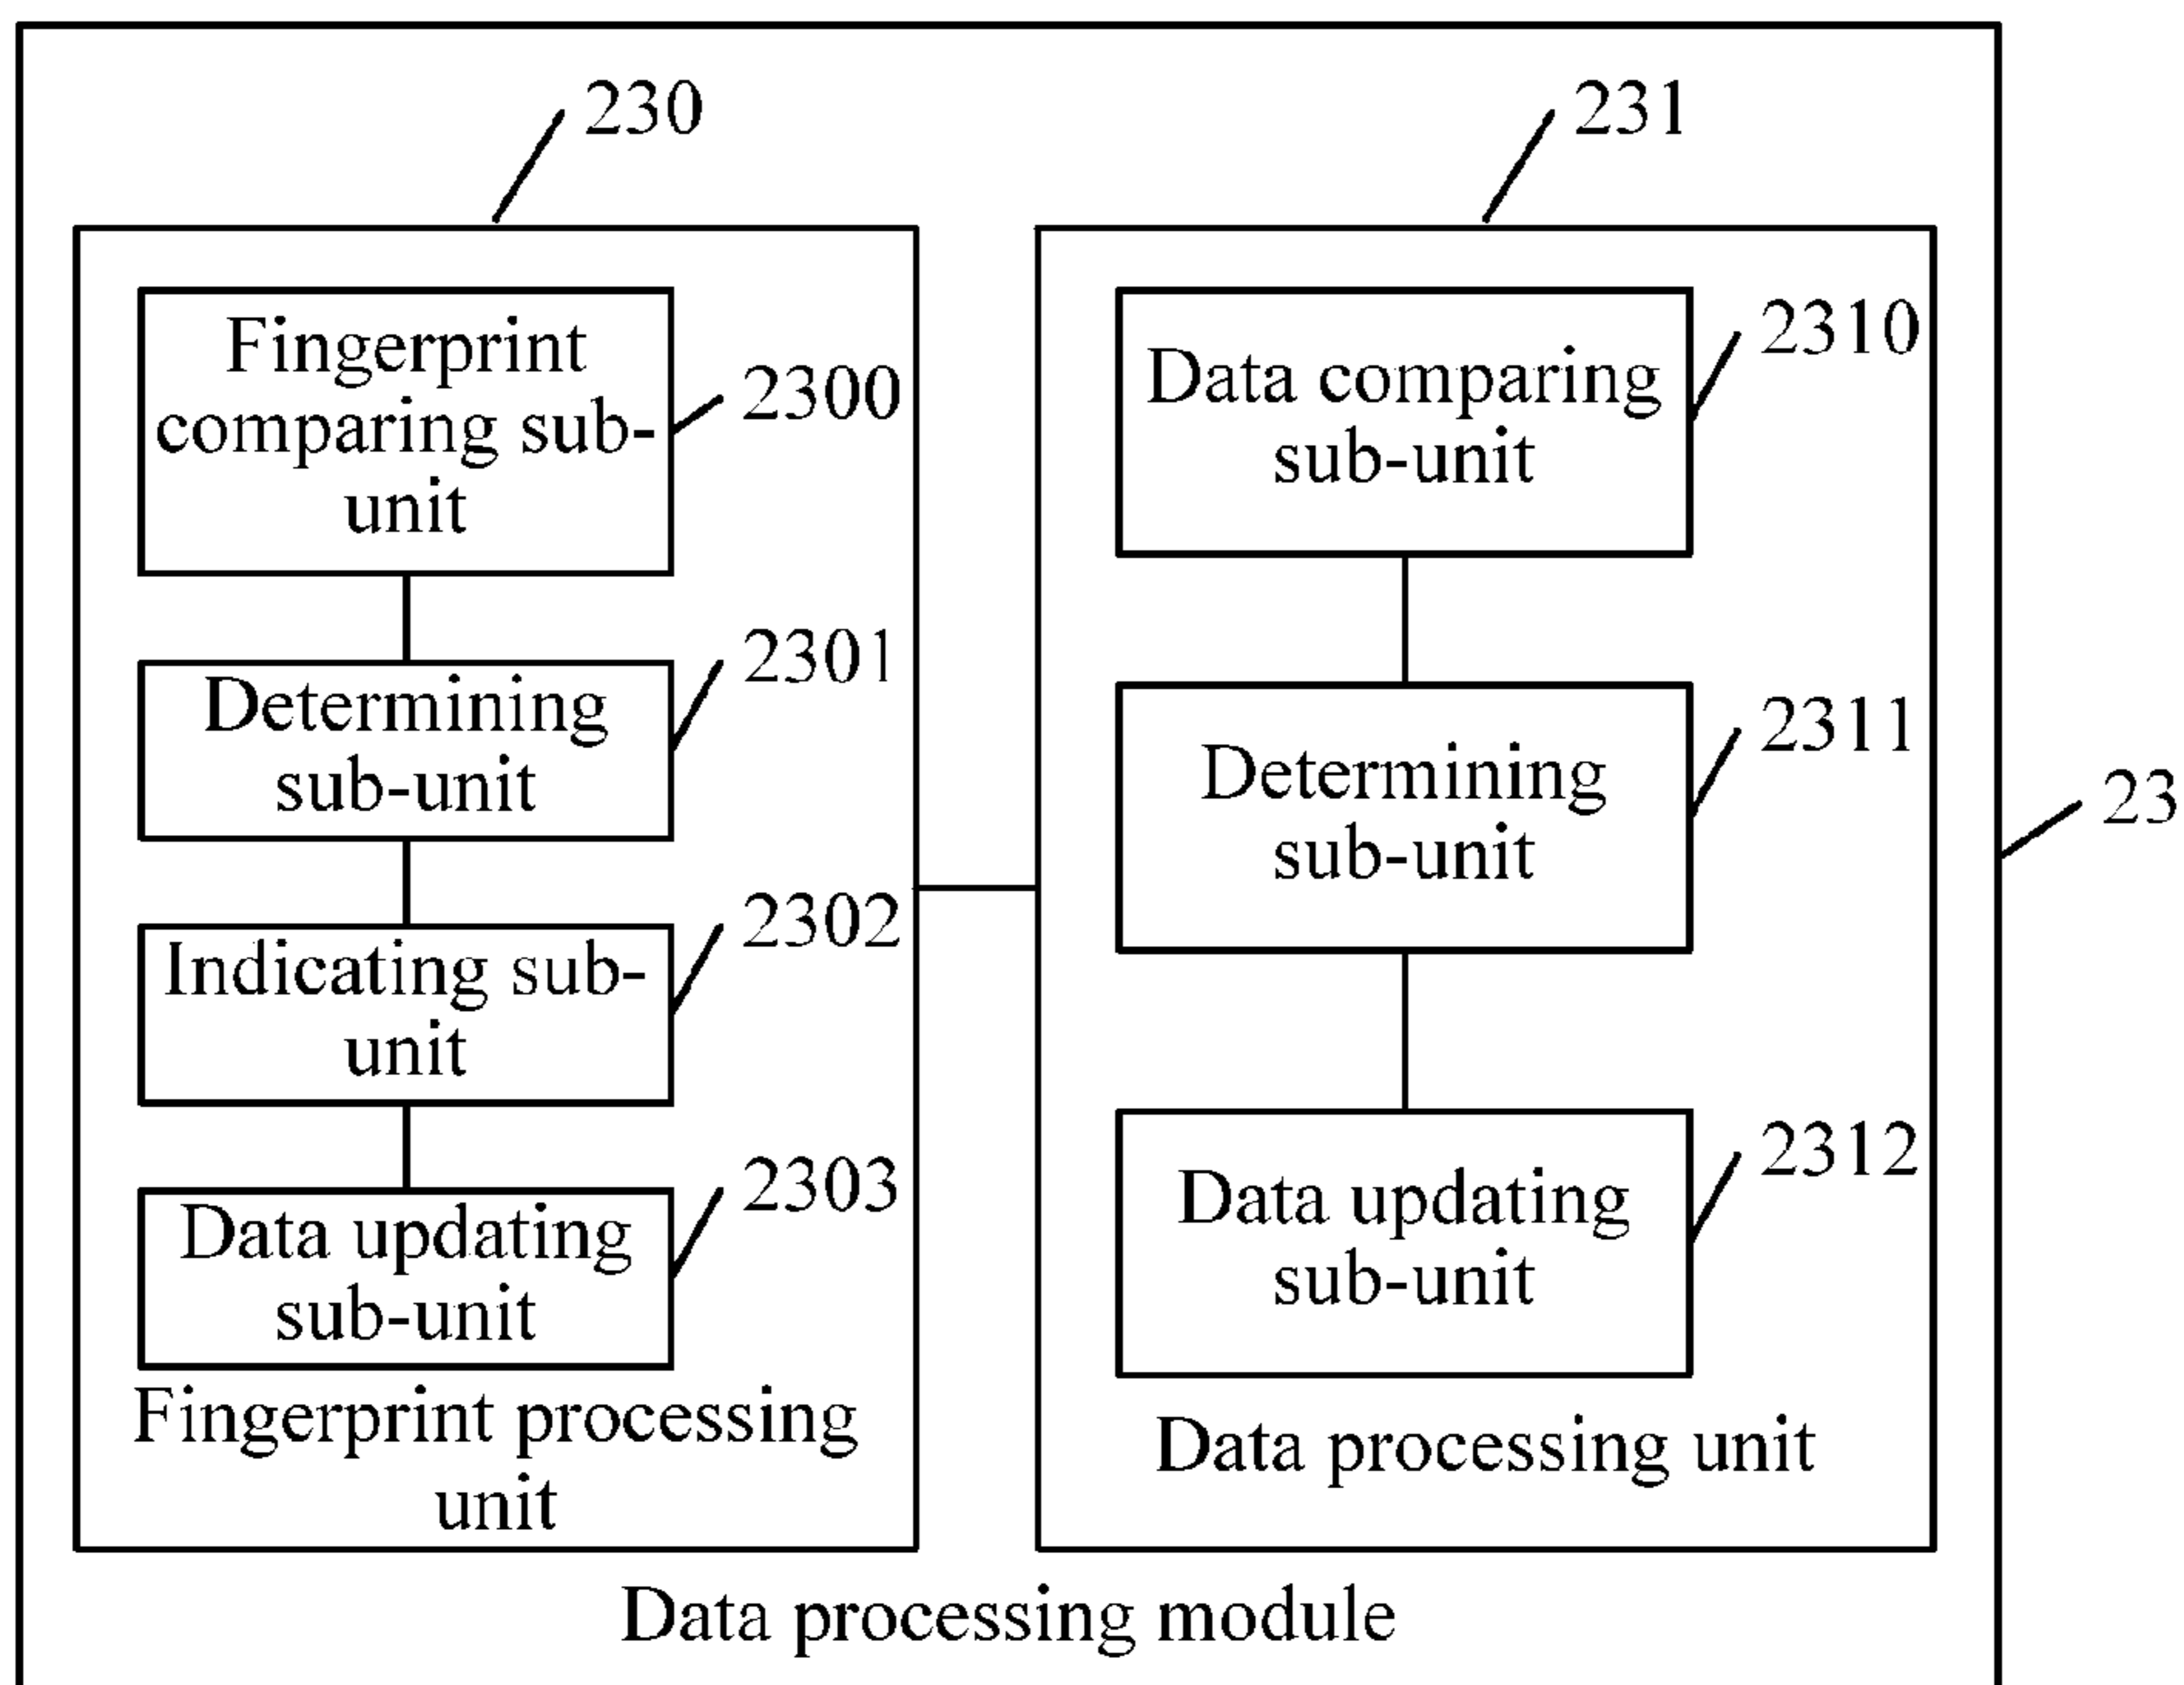 230
Fingerprint
comparing sub-
unit
2300
Determining
sub-unit
2301
Indicating sub-
unit
2302
Data updating
sub-unit
2303
Fingerprint processing
unit
231
Data comparing
sub-unit
2310
Determining
sub-unit
2311
Data updating
sub-unit
2312
Data processing unit
23
Data processing module